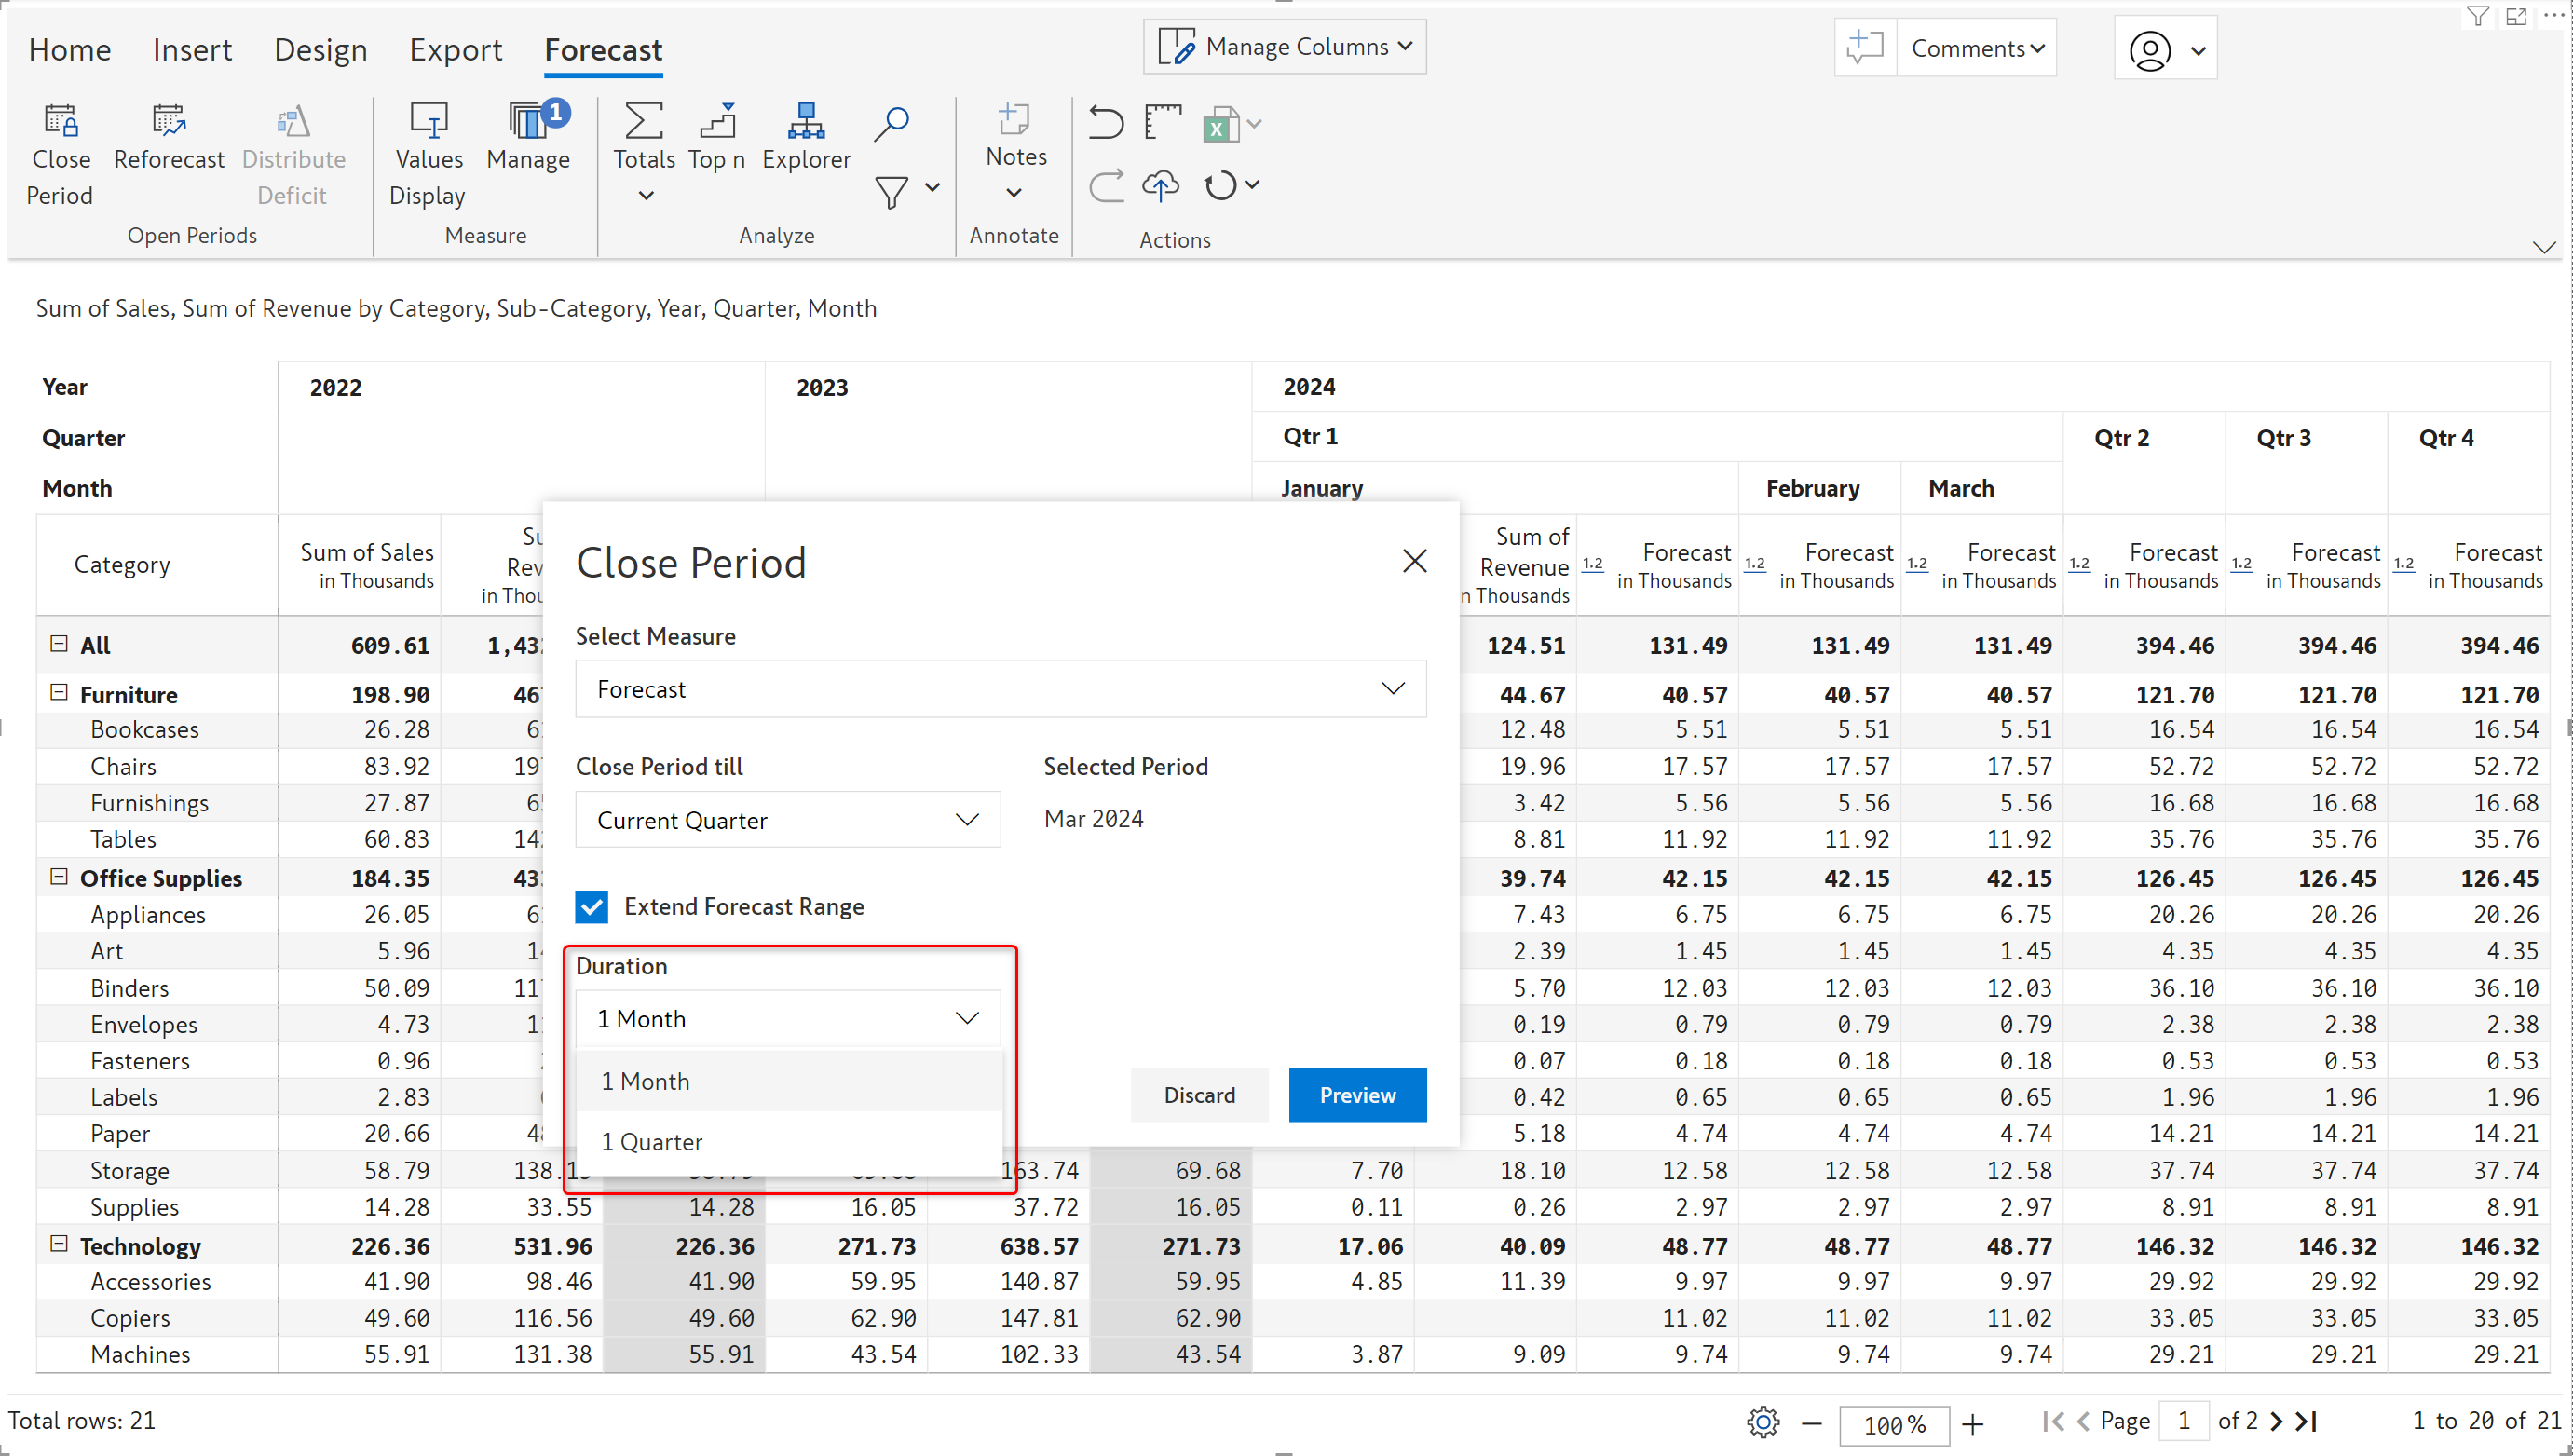 Home Insert Design Export Forecast Manage Columns Comments
Close Period Reforecast Distribute Deficit Values Display Manage 1 Totals Top n Explorer Notes
Open Periods Measure Analyze Annotate Actions
Sum of Sales, Sum of Revenue by Category, Sub-Category, Year, Quarter, Month
Year 2022 2023 2024
Quarter Qtr 1 Qtr 2 Qtr 3 Qtr 4
Month January February March
Category Sum of Sales in Thousands Sum of Revenue in Thousands 1.2 Forecast in Thousands 1.2 Forecast in Thousands 1.2 Forecast in Thousands 1.2 Forecast in Thousands 1.2 Forecast in Thousands 1.2 Forecast in Thousands
All 609.61 124.51 131.49 131.49 131.49 394.46 394.46 394.46
Furniture 198.90 44.67 40.57 40.57 40.57 121.70 121.70 121.70
Bookcases 26.28 12.48 5.51 5.51 5.51 16.54 16.54 16.54
Chairs 83.92 19.96 17.57 17.57 17.57 52.72 52.72 52.72
Furnishings 27.87 3.42 5.56 5.56 5.56 16.68 16.68 16.68
Tables 60.83 8.81 11.92 11.92 11.92 35.76 35.76 35.76
Office Supplies 184.35 39.74 42.15 42.15 42.15 126.45 126.45 126.45
Appliances 26.05 7.43 6.75 6.75 6.75 20.26 20.26 20.26
Art 5.96 2.39 1.45 1.45 1.45 4.35 4.35 4.35
Binders 50.09 5.70 12.03 12.03 12.03 36.10 36.10 36.10
Envelopes 4.73 0.19 0.79 0.79 0.79 2.38 2.38 2.38
Fasteners 0.96 0.07 0.18 0.18 0.18 0.53 0.53 0.53
Labels 2.83 0.42 0.65 0.65 0.65 1.96 1.96 1.96
Paper 20.66 5.18 4.74 4.74 4.74 14.21 14.21 14.21
Storage 58.79 163.74 69.68 7.70 18.10 12.58 12.58 12.58 37.74 37.74 37.74
Supplies 14.28 33.55 14.28 16.05 37.72 16.05 0.11 0.26 2.97 2.97 2.97 8.91 8.91 8.91
Technology 226.36 531.96 226.36 271.73 638.57 271.73 17.06 40.09 48.77 48.77 48.77 146.32 146.32 146.32
Accessories 41.90 98.46 41.90 59.95 140.87 59.95 4.85 11.39 9.97 9.97 9.97 29.92 29.92 29.92
Copiers 49.60 116.56 49.60 62.90 147.81 62.90 11.02 11.02 11.02 33.05 33.05 33.05
Machines 55.91 131.38 55.91 43.54 102.33 43.54 3.87 9.09 9.74 9.74 9.74 29.21 29.21 29.21
Close Period
Select Measure
Forecast
Close Period till Selected Period
Current Quarter Mar 2024
Extend Forecast Range
Duration
1 Month
1 Month
1 Quarter
Discard Preview
Total rows: 21 100% Page 1 of 2 1 to 20 of 21